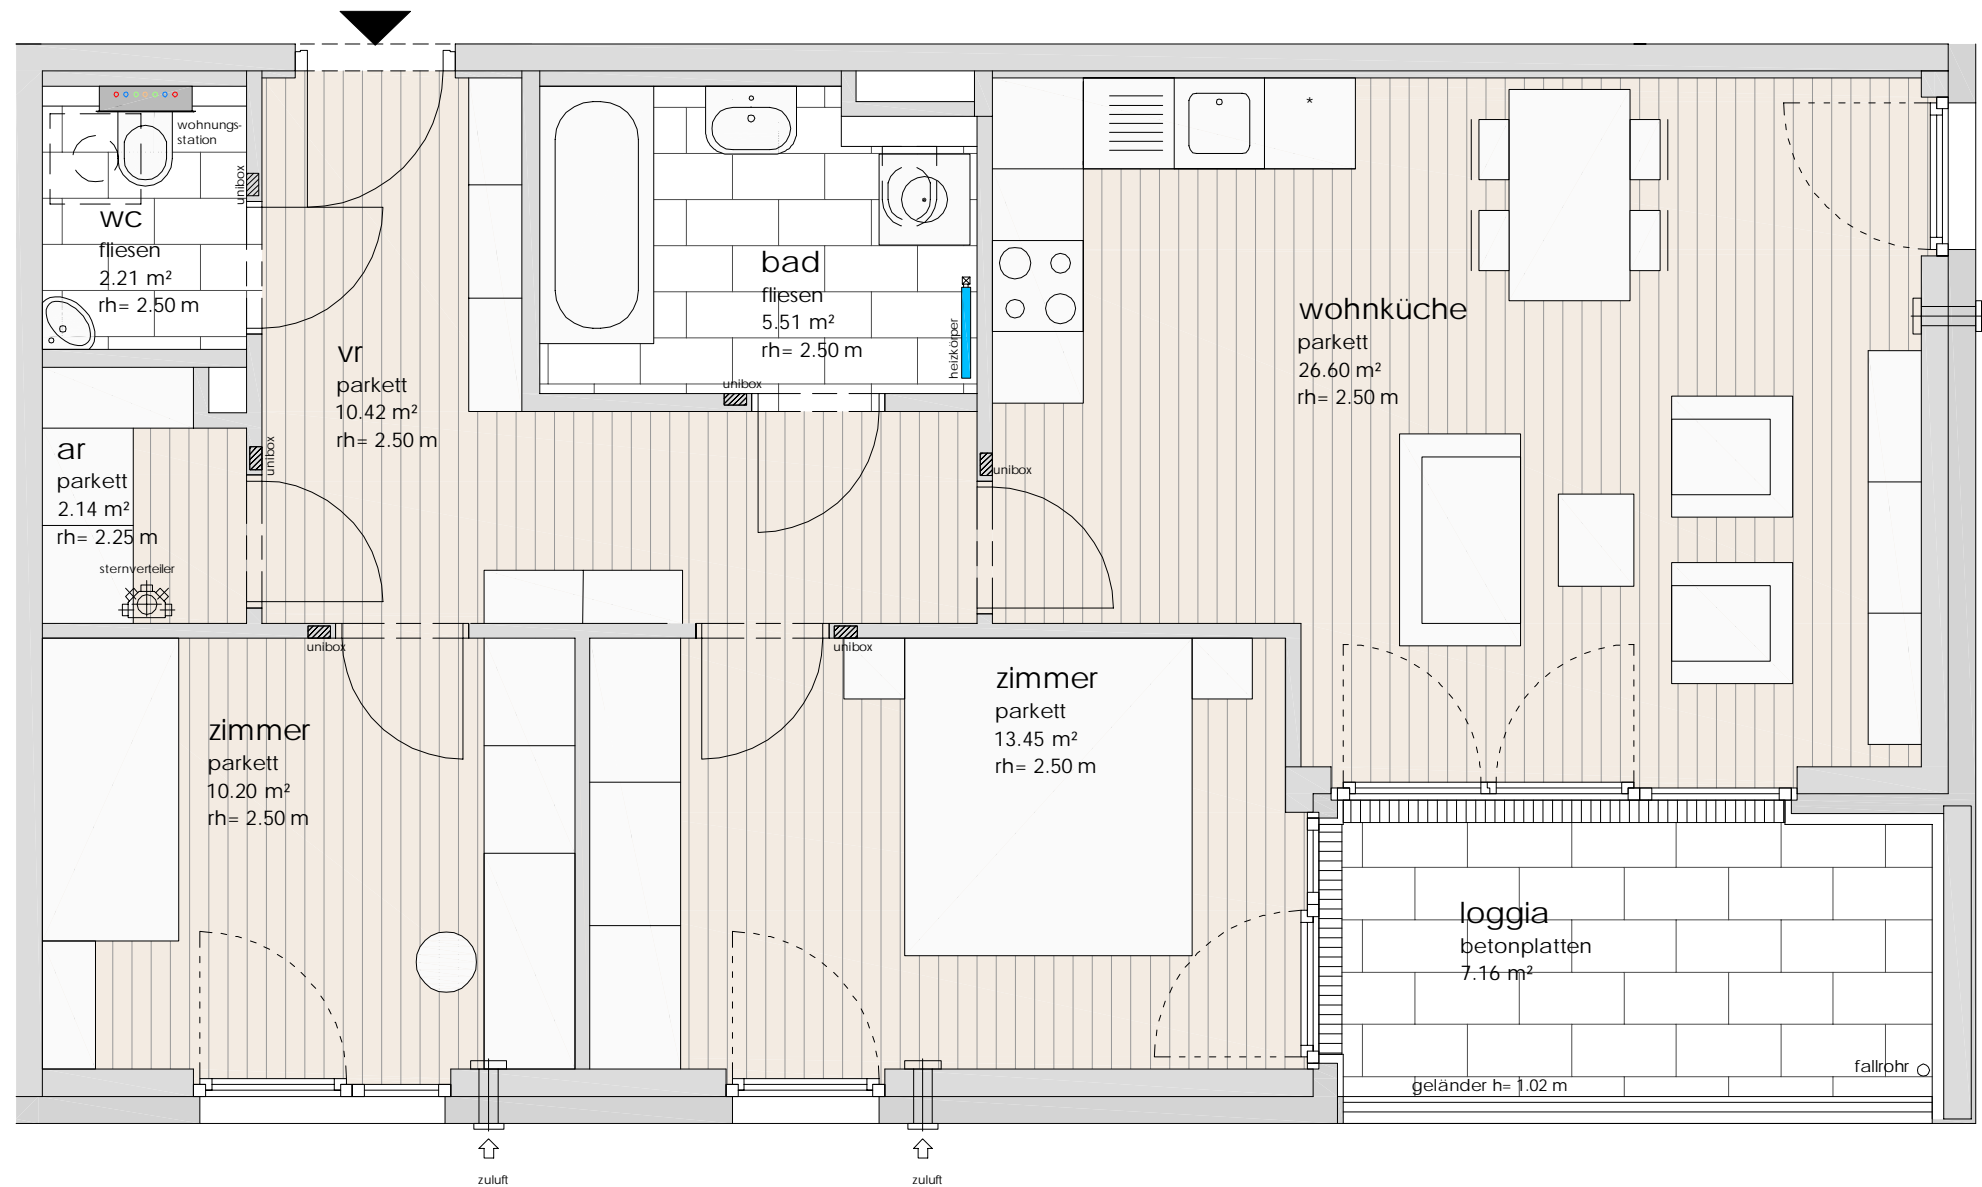 wohnungs-
station
unibox
wc
fliesen
2.21 m²
rh= 2.50 m
vr
parkett
10.42 m²
rh= 2.50 m
bad
fliesen
5.51 m²
rh= 2.50 m
heizkörper
unibox
*
wohnküche
parkett
26.60 m²
rh= 2.50 m
ar
parkett
2.14 m²
rh= 2.25 m
sternverteiler
unibox
unibox
unibox
unibox
zimmer
parkett
10.20 m²
rh= 2.50 m
zimmer
parkett
13.45 m²
rh= 2.50 m
loggia
betonplatten
7.16 m²
fallrohr
geländer h= 1.02 m
zuluft
zuluft